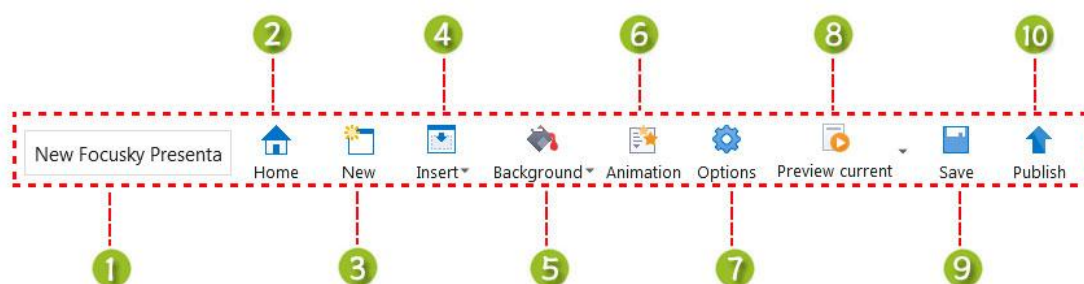 2 4 6 8 10
New Focusky Presenta Home New Insert Background Animation Options Preview current Save Publish
1 3 5 7 9